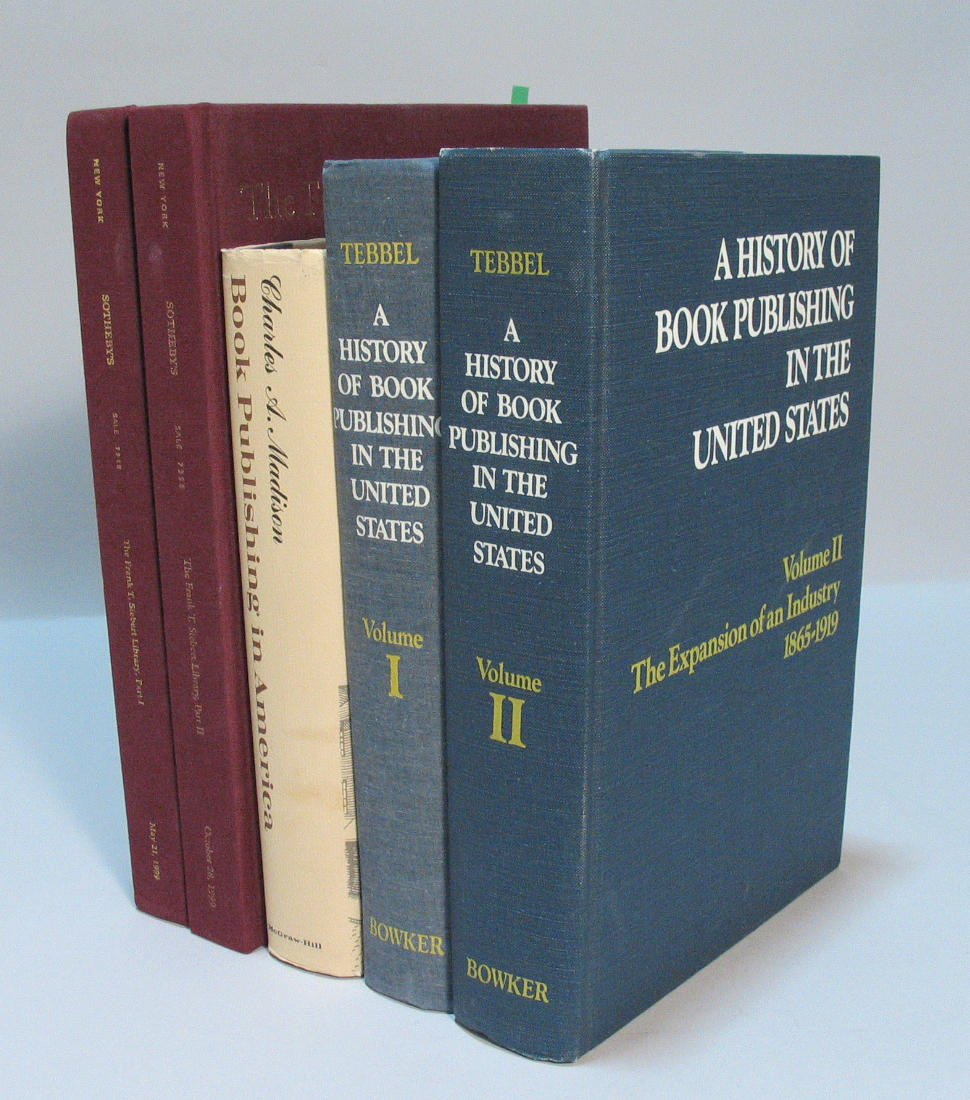 NEW YORK
SOTHEBY'S
SALE
The Frank T. Siebert Library, Part I
May 21, 1999
NEW YORK
SOTHEBY'S
SALE
The Frank T. Siebert Library, Part II
October 28, 1999
The F
Charles A. Madison
Book Publishing in America
McGraw-Hill
TEBBEL
A
HISTORY
OF BOOK
PUBLISHING
IN THE
UNITED
STATES
Volume
I
BOWKER
TEBBEL
A
HISTORY
OF BOOK
PUBLISHING
IN THE
UNITED
STATES
Volume
II
BOWKER
A HISTORY OF
BOOK PUBLISHING
IN THE
UNITED STATES
Volume II
The Expansion of an Industry
1865-1919